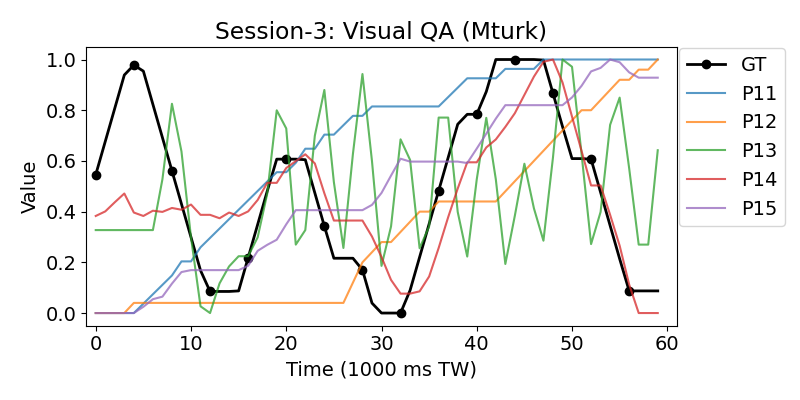 Session-3: Visual QA (Mturk)
1.0
0.8
0.6
0.4
0.2
0.0
Value
0 10 20 30 40 50 60
Time (1000 ms TW)
GT
P11
P12
P13
P14
P15